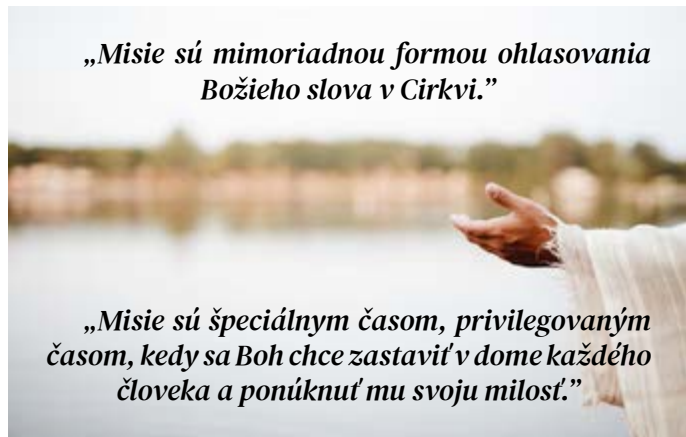 „Misie sú mimoriadnou formou ohlasovania
Božieho slova v Cirkvi.”
„Misie sú špeciálnym časom, privilegovaným
časom, kedy sa Boh chce zastaviť v dome každého
človeka a ponúknuť mu svoju milosť.”